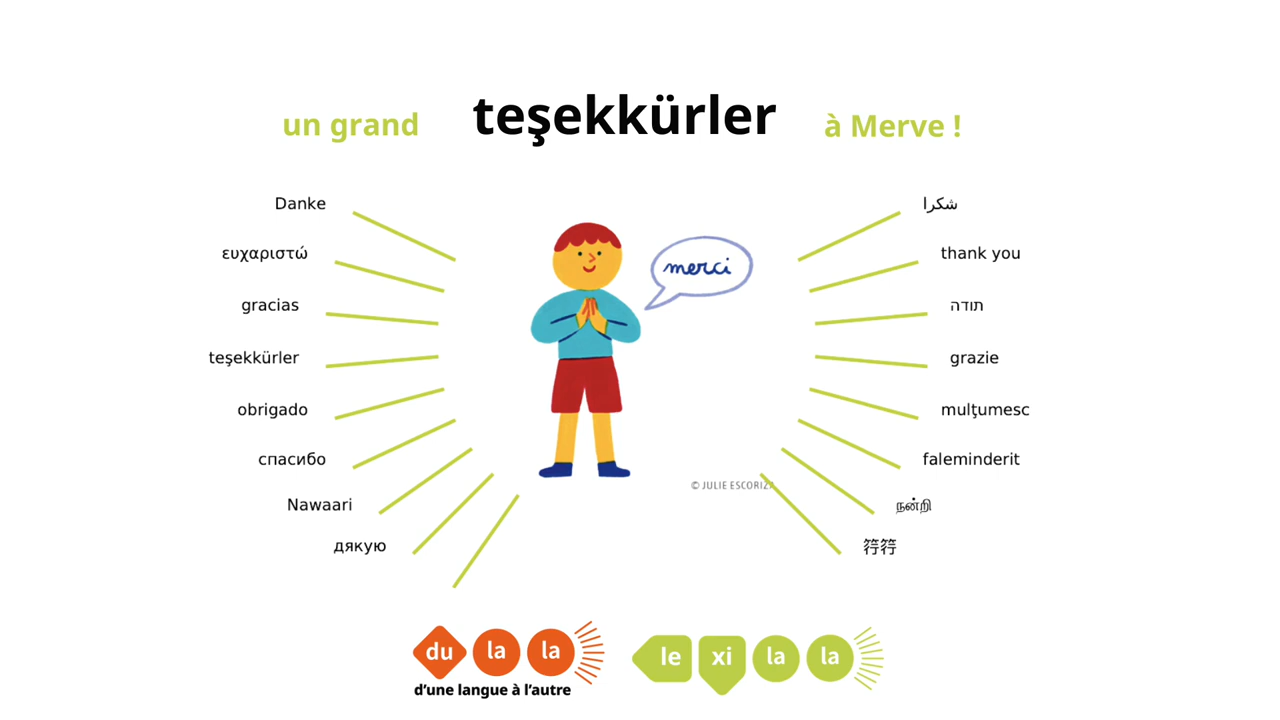 un grand teşekkürler à Merve !
Danke
ευχαριστώ
gracias
teşekkürler
obrigado
спасибо
Nawaari
дякую
merci
© JULIE ESCORIZA
شكرا
thank you
תודה
grazie
mulţumesc
faleminderit
நன்றி
du la la
d’une langue à l’autre
le xi la la